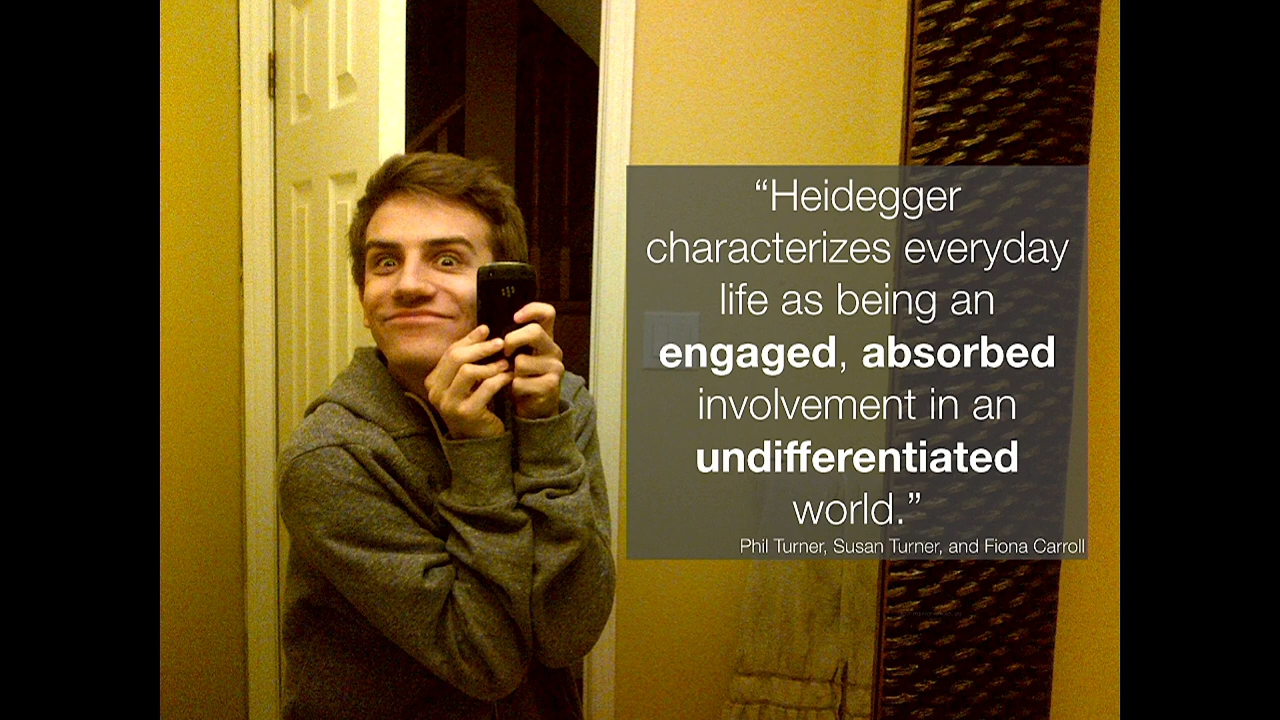 “Heidegger
characterizes everyday
life as being an
engaged, absorbed
involvement in an
undifferentiated
world.”
Phil Turner, Susan Turner, and Fiona Carroll